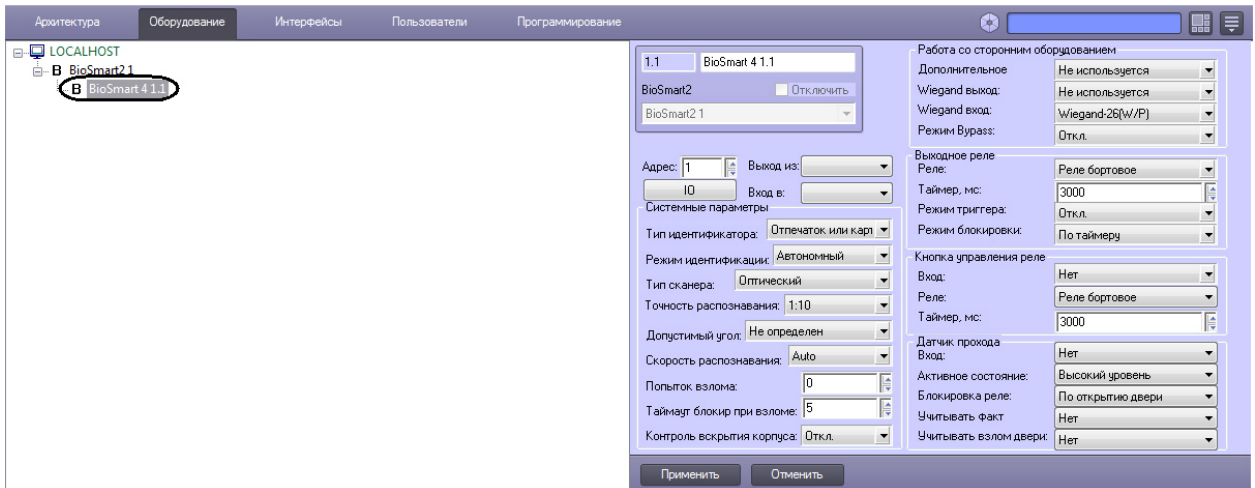 Архитектура Оборудование Интерфейсы Пользователи Программирование
LOCALHOST
B BioSmart2 1
B BioSmart 4 1.1
1.1 BioSmart 4 1.1
BioSmart2 Отключить
BioSmart2 1
Адрес: 1 Выход из:
IO Вход в:
Системные параметры
Тип идентификатора: Отпечаток или карт
Режим идентификации: Автономный
Тип сканера: Оптический
Точность распознавания: 1:10
Допустимый угол: Не определен
Скорость распознавания: Auto
Попыток взлома: 0
Таймаут блокир при взломе: 5
Контроль вскрытия корпуса: Откл.
Работа со сторонним оборудованием
Дополнительное Не используется
Wiegand выход: Не используется
Wiegand вход: Wiegand-26(W/P)
Режим Bypass: Откл.
Выходное реле
Реле: Реле бортовое
Таймер, мс: 3000
Режим триггера: Откл.
Режим блокировки: По таймеру
Кнопка управления реле
Вход: Нет
Реле: Реле бортовое
Таймер, мс: 3000
Датчик прохода
Вход: Нет
Активное состояние: Высокий уровень
Блокировка реле: По открытию двери
Учитывать факт Нет
Учитывать взлом двери: Нет
Применить Отменить